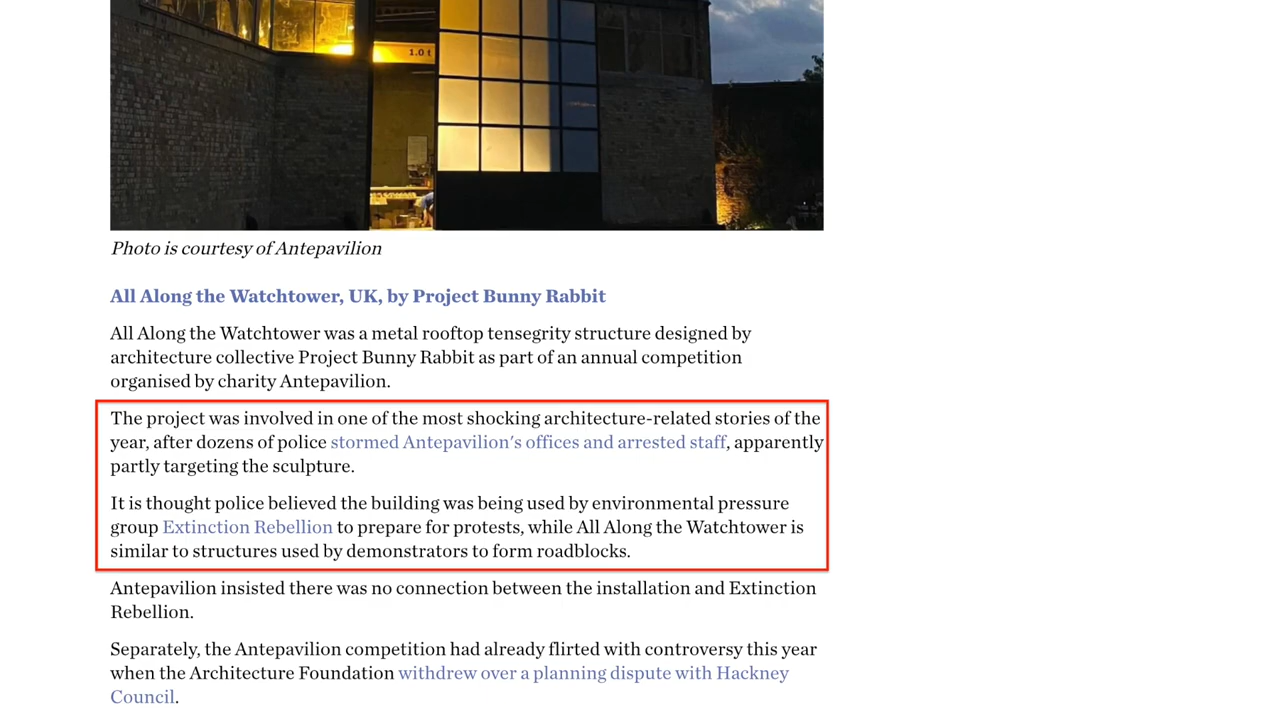 1.0 t
Photo is courtesy of Antepavilion
All Along the Watchtower, UK, by Project Bunny Rabbit
All Along the Watchtower was a metal rooftop tensegrity structure designed by
architecture collective Project Bunny Rabbit as part of an annual competition
organised by charity Antepavilion.
The project was involved in one of the most shocking architecture-related stories of the
year, after dozens of police stormed Antepavilion's offices and arrested staff, apparently
partly targeting the sculpture.
It is thought police believed the building was being used by environmental pressure
group Extinction Rebellion to prepare for protests, while All Along the Watchtower is
similar to structures used by demonstrators to form roadblocks.
Antepavilion insisted there was no connection between the installation and Extinction
Rebellion.
Separately, the Antepavilion competition had already flirted with controversy this year
when the Architecture Foundation withdrew over a planning dispute with Hackney
Council.